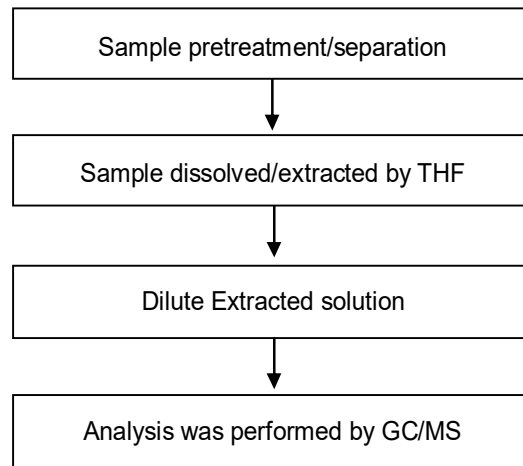 Sample pretreatment/separation
Sample dissolved/extracted by THF
Dilute Extracted solution
Analysis was performed by GC/MS